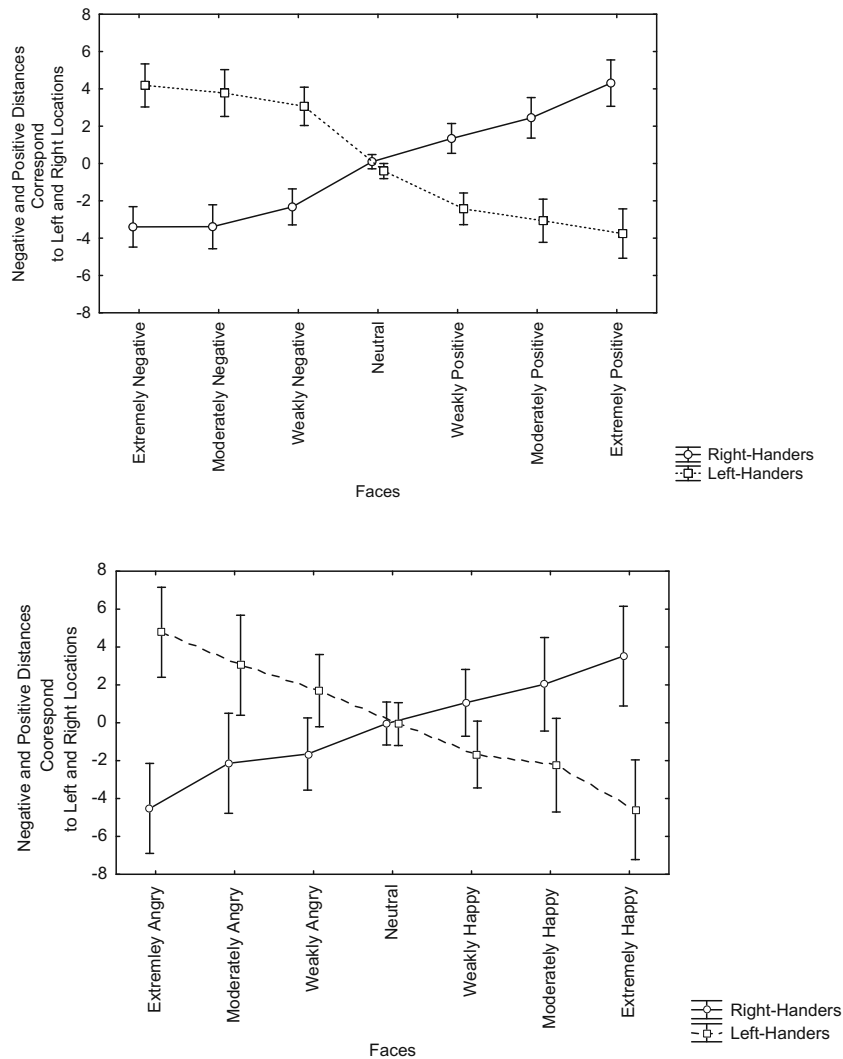 8
6
4
2
0
-2
-4
-6
-8
Negative and Positive Distances
Correspond
to Left and Right Locations
Extremely Negative
Moderately Negative
Weakly Negative
Neutral
Weakly Positive
Moderately Positive
Extremely Positive
Faces
Right-Handers
Left-Handers
8
6
4
2
0
-2
-4
-6
-8
Negative and Positive Distances
Coorespond
to Left and Right Locations
Extremley Angry
Moderately Angry
Weakly Angry
Neutral
Weakly Happy
Moderately Happy
Extremely Happy
Faces
Right-Handers
Left-Handers